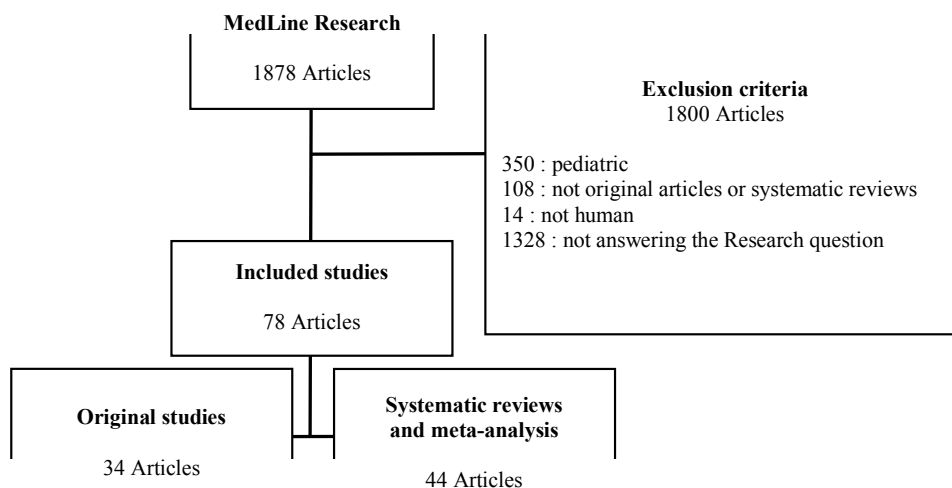 MedLine Research
1878 Articles
Exclusion criteria
1800 Articles
350 : pediatric
108 : not original articles or systematic reviews
14 : not human
1328 : not answering the Research question
Included studies
78 Articles
Original studies
34 Articles
Systematic reviews
and meta-analysis
44 Articles